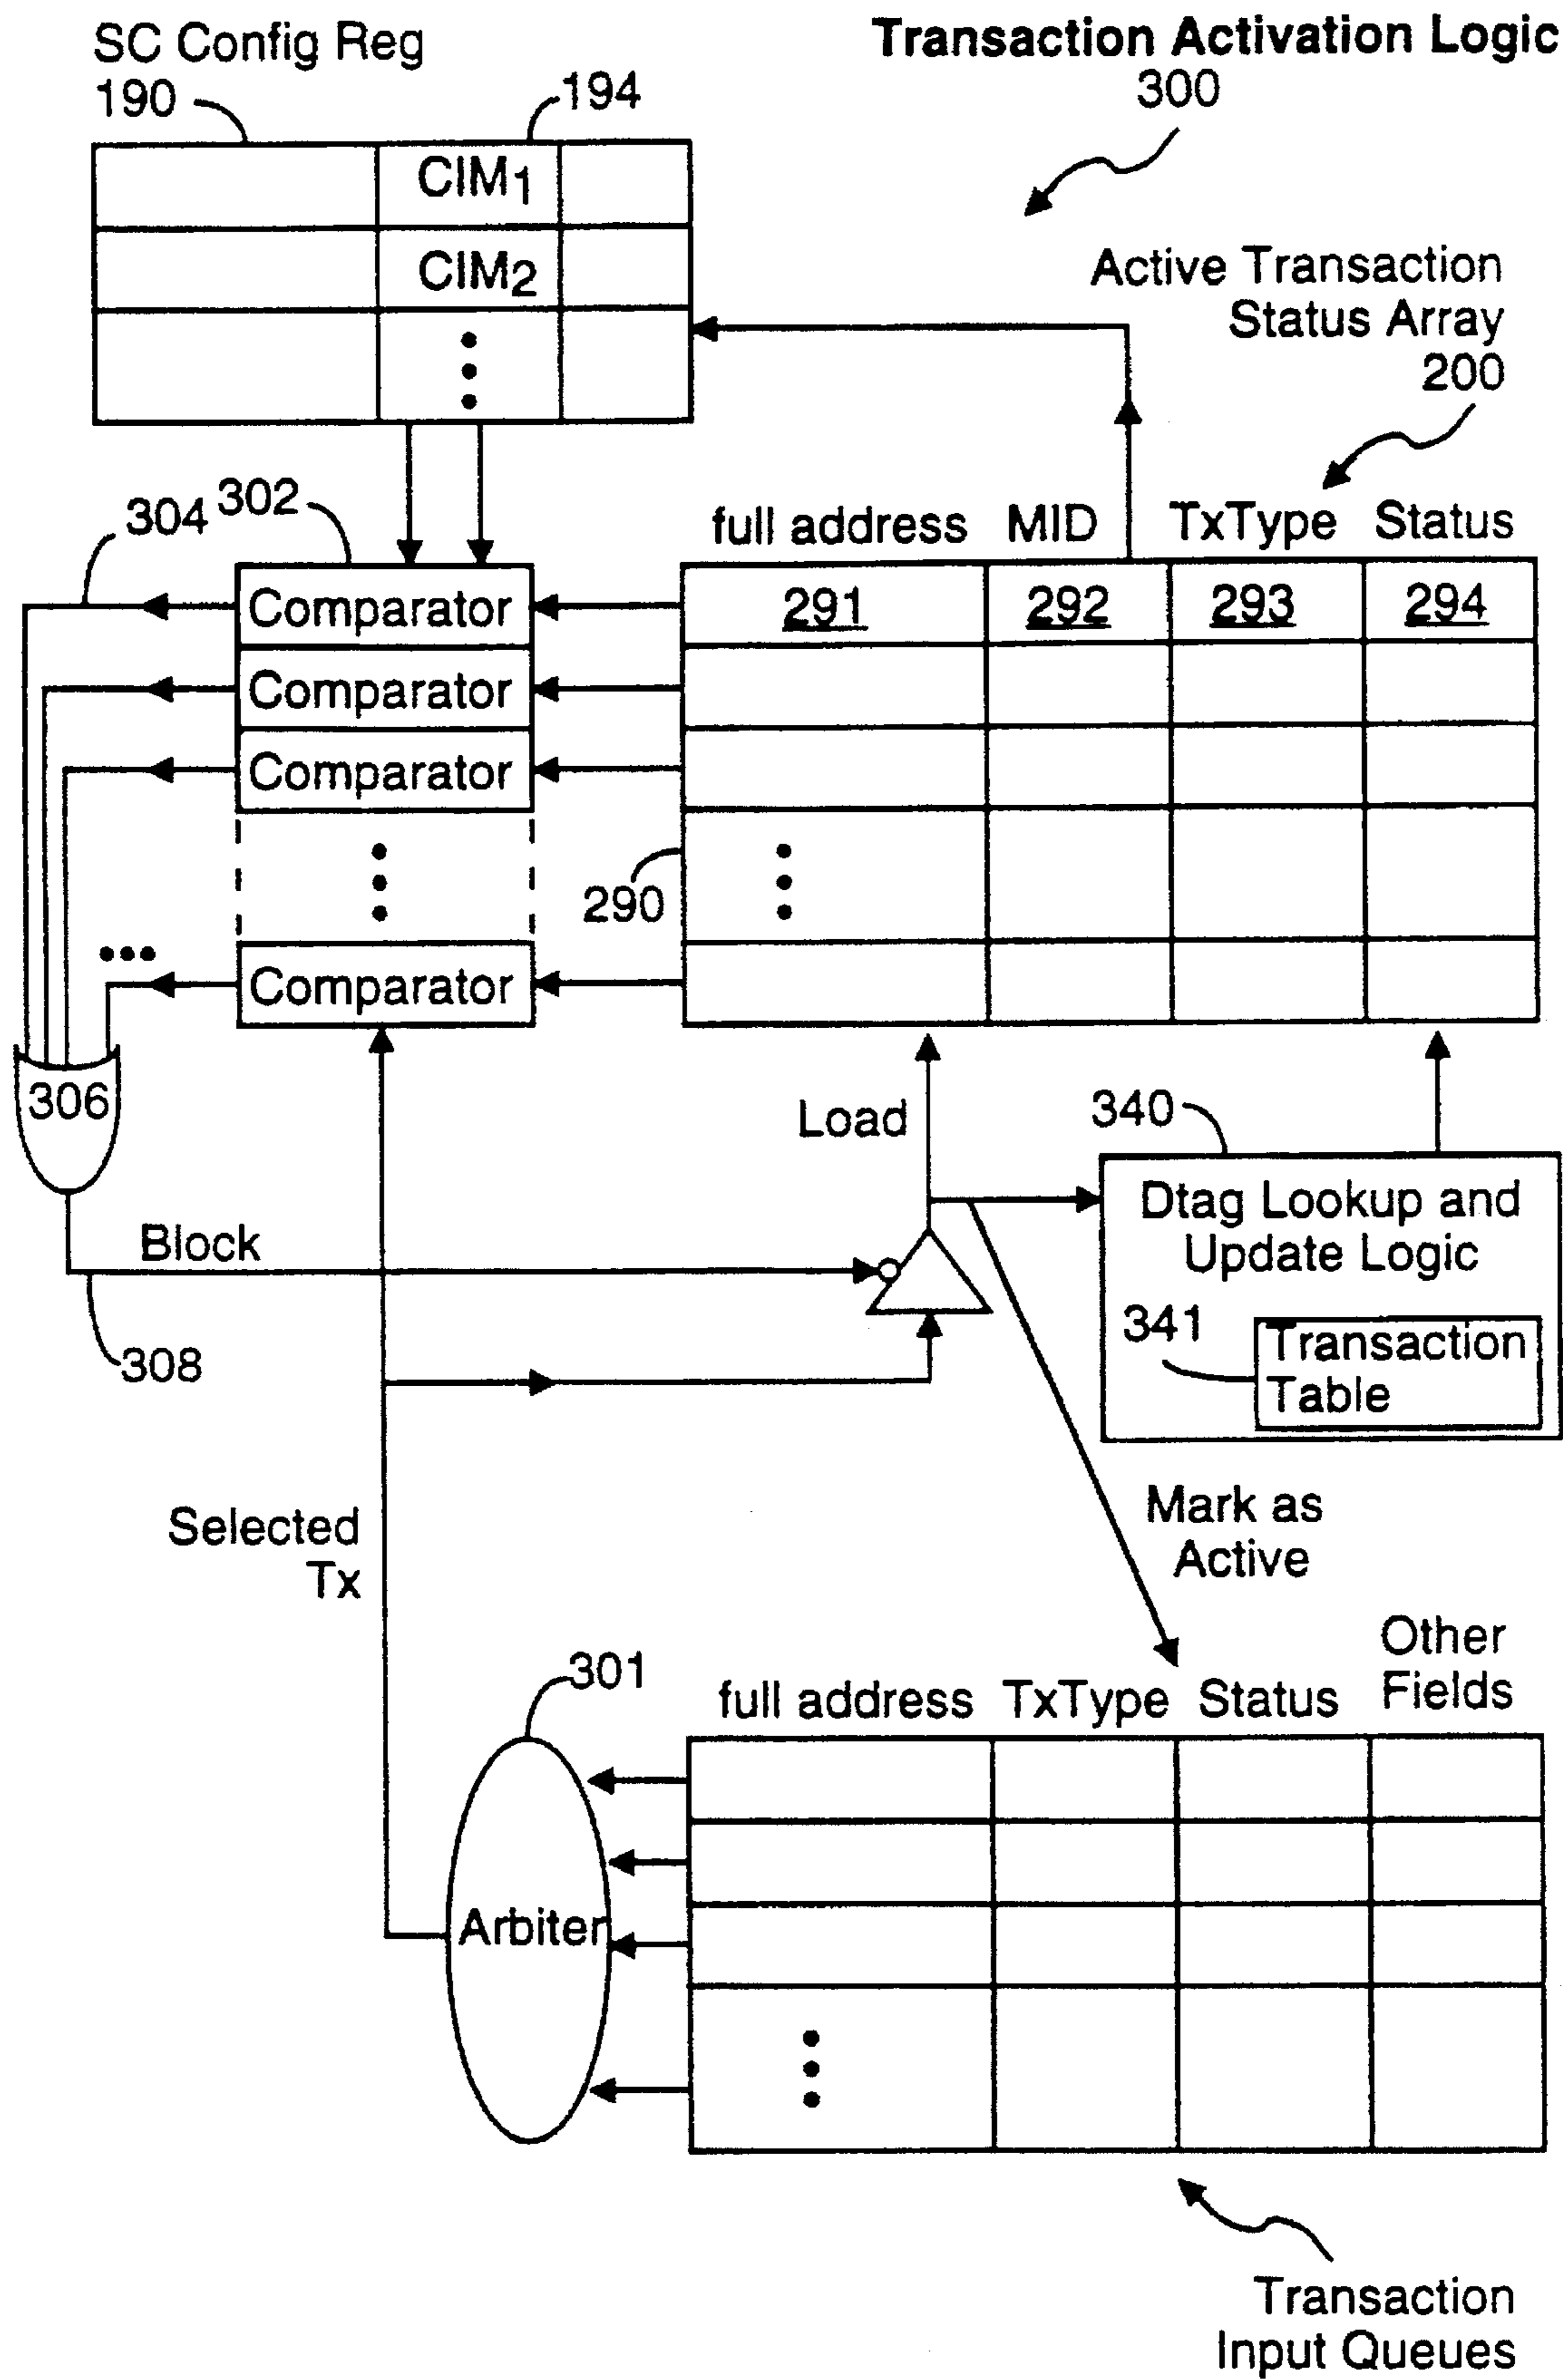 SC Config Reg
190
194
Transaction Activation Logic
300
CIM1
CIM2
Active Transaction
Status Array
200
304
302
full address MID TxType Status
Comparator
291 292 293 294
Comparator
Comparator
290
Comparator
306
Load
340
Block
308
Dtag Lookup and
Update Logic
341
Transaction
Table
Selected
Tx
Mark as
Active
301
full address TxType Status Other
Fields
Arbiter
Transaction
Input Queues